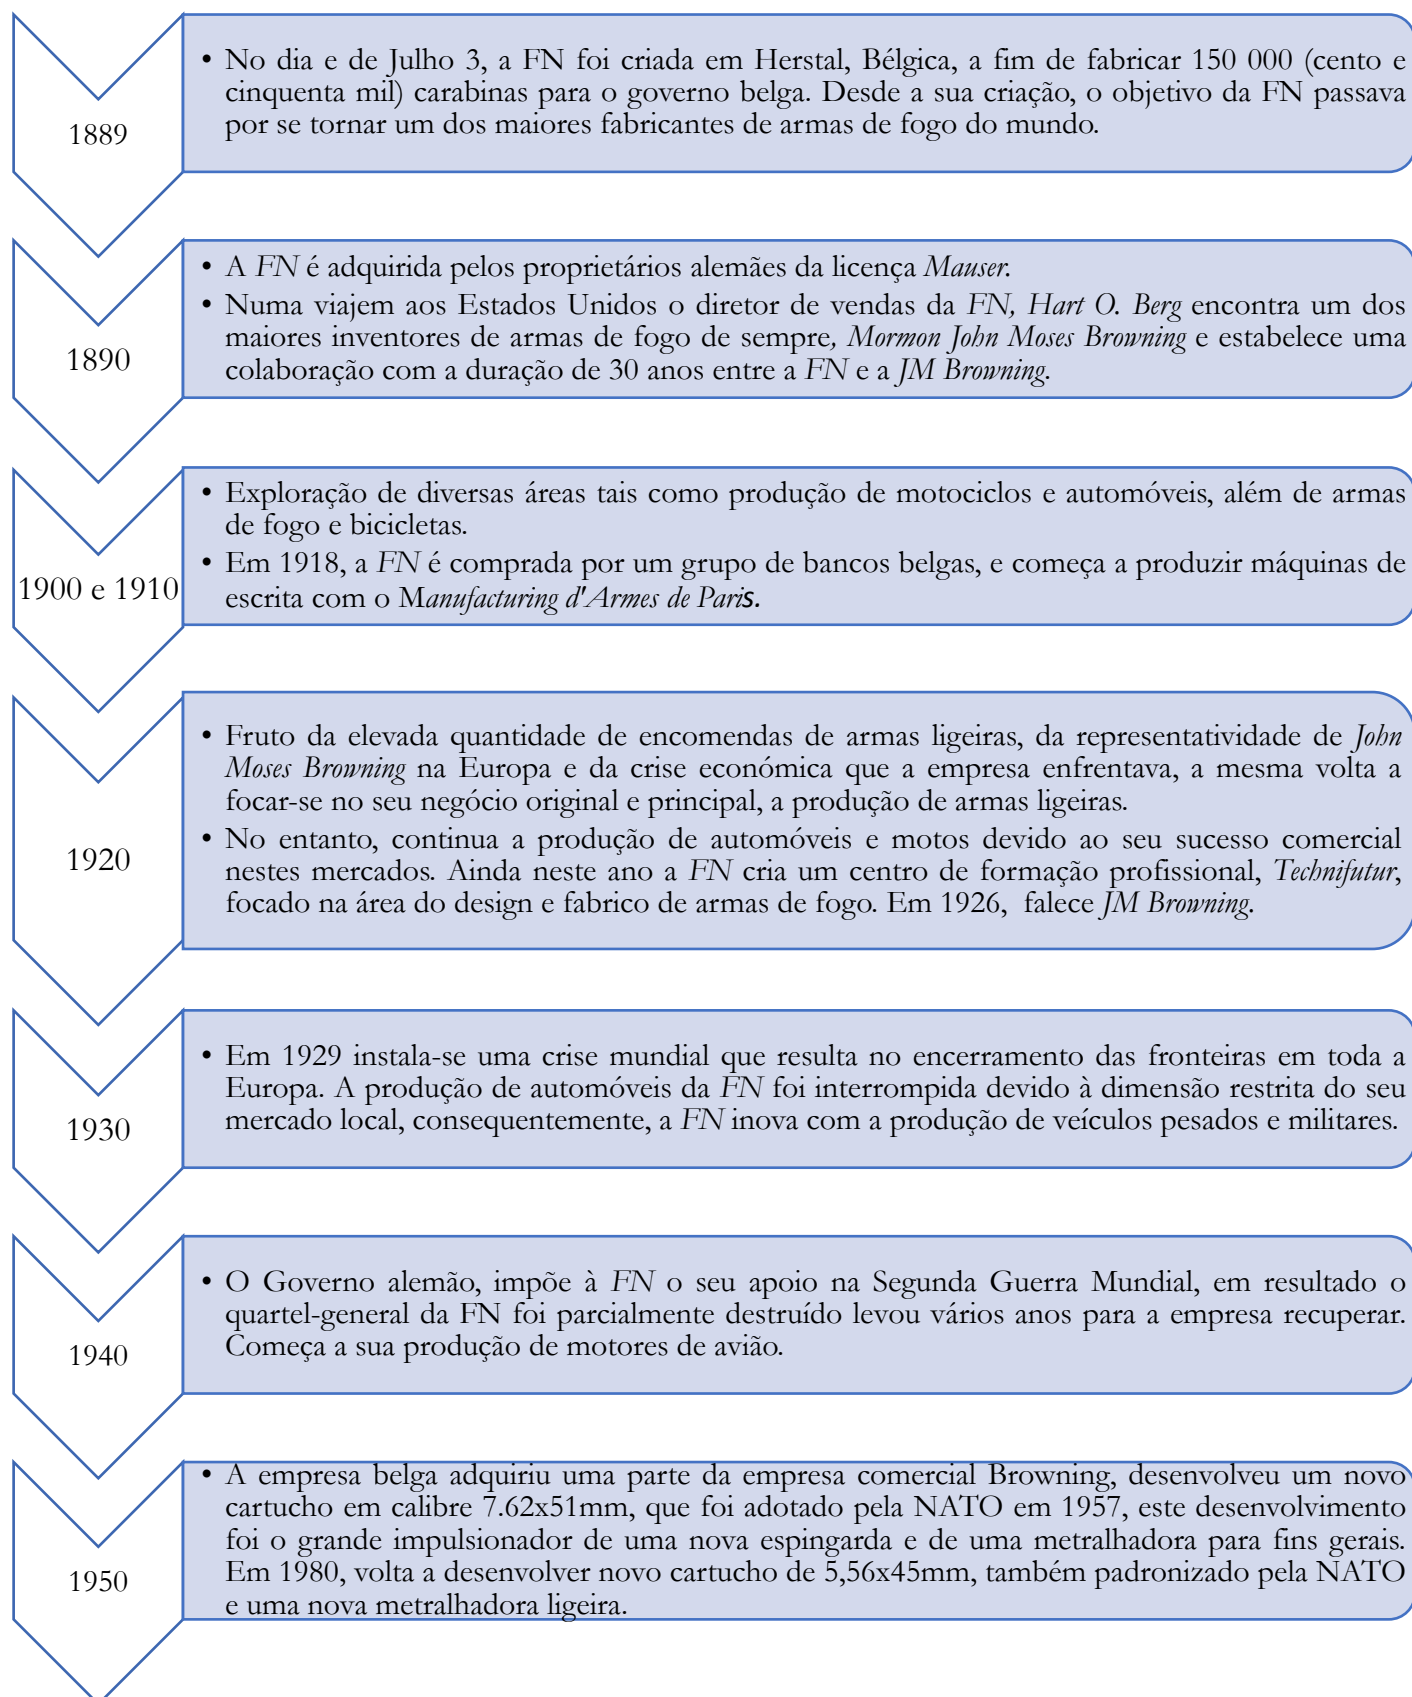 1889
• No dia e de Julho 3, a FN foi criada em Herstal, Bélgica, a fim de fabricar 150 000 (cento e
cinquenta mil) carabinas para o governo belga. Desde a sua criação, o objetivo da FN passava
por se tornar um dos maiores fabricantes de armas de fogo do mundo.
1890
• A FN é adquirida pelos proprietários alemães da licença Mauser.
• Numa viajem aos Estados Unidos o diretor de vendas da FN, Hart O. Berg encontra um dos
maiores inventores de armas de fogo de sempre, Mormon John Moses Browning e estabelece uma
colaboração com a duração de 30 anos entre a FN e a JM Browning.
1900 e 1910
• Exploração de diversas áreas tais como produção de motociclos e automóveis, além de armas
de fogo e bicicletas.
• Em 1918, a FN é comprada por um grupo de bancos belgas, e começa a produzir máquinas de
escrita com o Manufacturing d'Armes de Paris.
1920
• Fruto da elevada quantidade de encomendas de armas ligeiras, da representatividade de John
Moses Browning na Europa e da crise económica que a empresa enfrentava, a mesma volta a
focar-se no seu negócio original e principal, a produção de armas ligeiras.
• No entanto, continua a produção de automóveis e motos devido ao seu sucesso comercial
nestes mercados. Ainda neste ano a FN cria um centro de formação profissional, Technifutur,
focado na área do design e fabrico de armas de fogo. Em 1926, falece JM Browning.
1930
• Em 1929 instala-se uma crise mundial que resulta no encerramento das fronteiras em toda a
Europa. A produção de automóveis da FN foi interrompida devido à dimensão restrita do seu
mercado local, consequentemente, a FN inova com a produção de veículos pesados e militares.
1940
• O Governo alemão, impõe à FN o seu apoio na Segunda Guerra Mundial, em resultado o
quartel-general da FN foi parcialmente destruído levou vários anos para a empresa recuperar.
Começa a sua produção de motores de avião.
1950
• A empresa belga adquiriu uma parte da empresa comercial Browning, desenvolveu um novo
cartucho em calibre 7.62x51mm, que foi adotado pela NATO em 1957, este desenvolvimento
foi o grande impulsionador de uma nova espingarda e de uma metralhadora para fins gerais.
Em 1980, volta a desenvolver novo cartucho de 5,56x45mm, também padronizado pela NATO
e uma nova metralhadora ligeira.